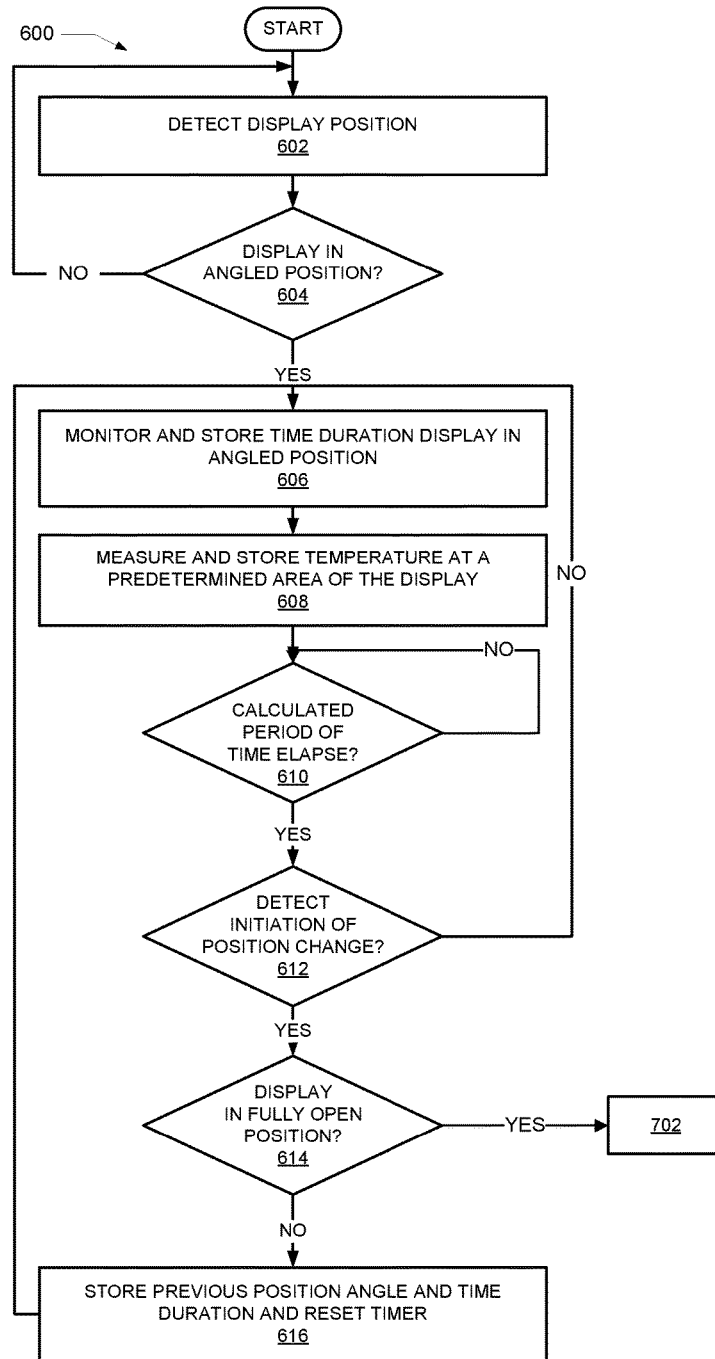 START
600
DETECT DISPLAY POSITION
602
DISPLAY IN
ANGLED POSITION?
604
NO
YES
MONITOR AND STORE TIME DURATION DISPLAY IN
ANGLED POSITION
606
MEASURE AND STORE TEMPERATURE AT A
PREDETERMINED AREA OF THE DISPLAY
608
NO
NO
CALCULATED
PERIOD OF
TIME ELAPSE?
610
YES
DETECT
INITIATION OF
POSITION CHANGE?
612
YES
DISPLAY
IN FULLY OPEN
POSITION?
614
YES
702
NO
STORE PREVIOUS POSITION ANGLE AND TIME
DURATION AND RESET TIMER
616